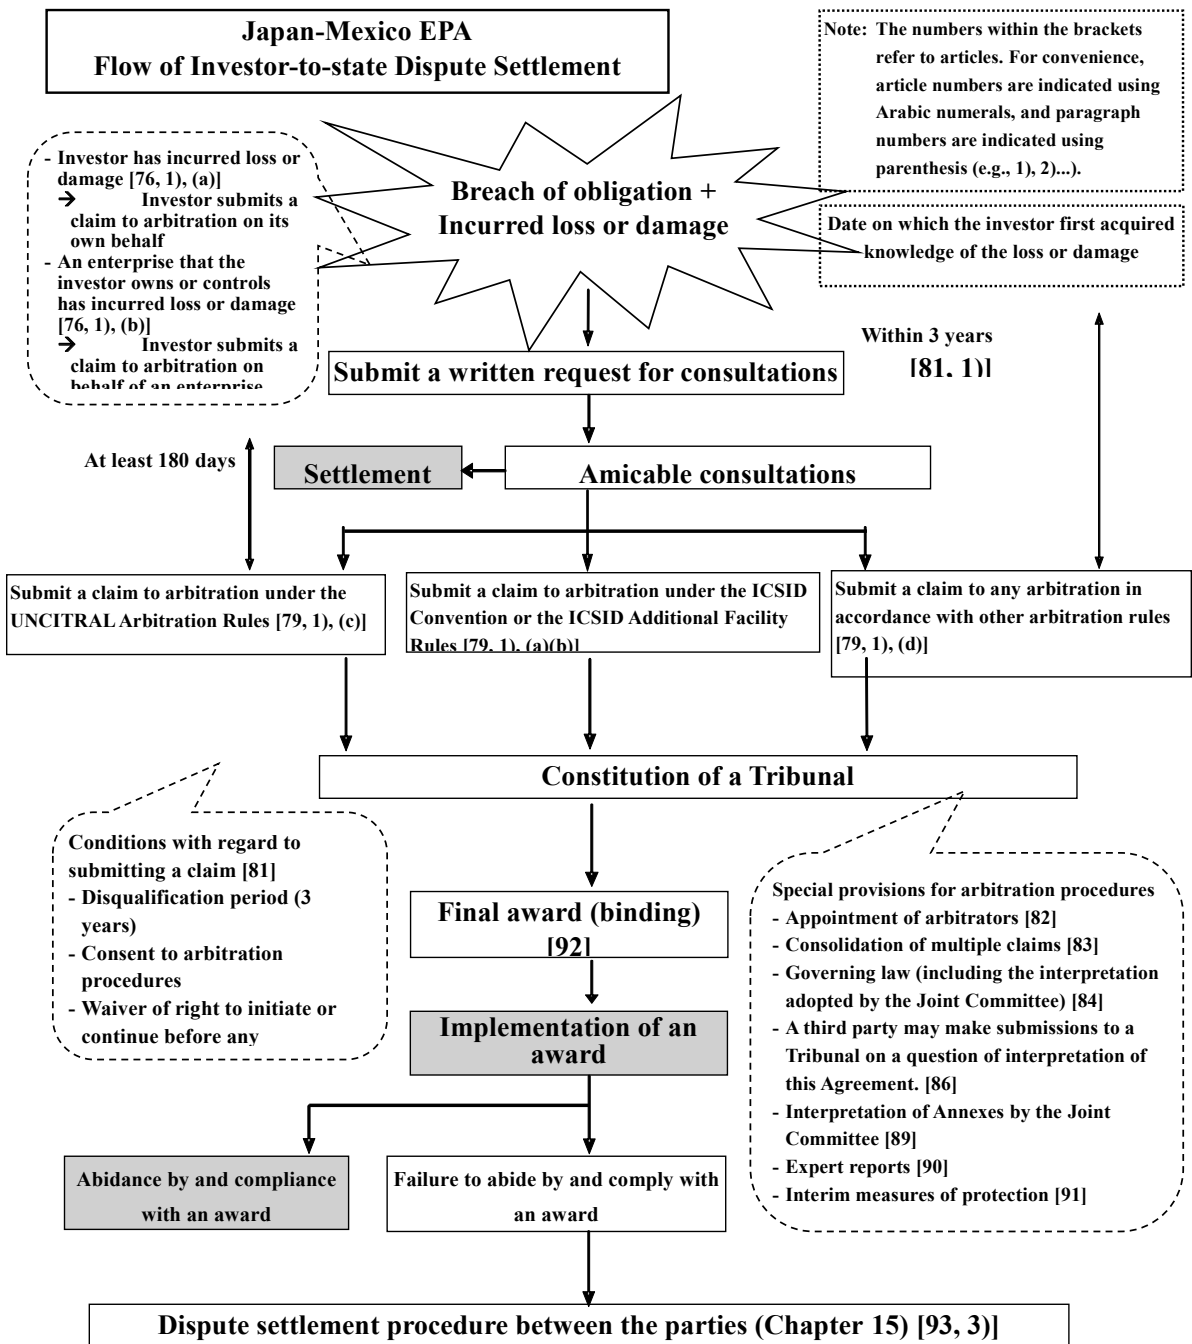 Japan-Mexico EPA
Flow of Investor-to-state Dispute Settlement
Note: The numbers within the brackets
refer to articles. For convenience,
article numbers are indicated using
Arabic numerals, and paragraph
numbers are indicated using
parenthesis (e.g., 1), 2)...).
- Investor has incurred loss or
damage [76, 1), (a)]
→ Investor submits a
claim to arbitration on its
own behalf
- An enterprise that the
investor owns or controls
has incurred loss or damage
[76, 1), (b)]
→ Investor submits a
claim to arbitration on
behalf of an enterprise
Breach of obligation +
Incurred loss or damage
Date on which the investor first acquired
knowledge of the loss or damage
Within 3 years
[81, 1)]
Submit a written request for consultations
At least 180 days
Settlement
Amicable consultations
Submit a claim to arbitration under the
UNCITRAL Arbitration Rules [79, 1), (c)]
Submit a claim to arbitration under the ICSID
Convention or the ICSID Additional Facility
Rules [79, 1), (a)(b)]
Submit a claim to any arbitration in
accordance with other arbitration rules
[79, 1), (d)]
Constitution of a Tribunal
Conditions with regard to
submitting a claim [81]
- Disqualification period (3
years)
- Consent to arbitration
procedures
- Waiver of right to initiate or
continue before any
Final award (binding)
[92]
Implementation of an
award
Special provisions for arbitration procedures
- Appointment of arbitrators [82]
- Consolidation of multiple claims [83]
- Governing law (including the interpretation
adopted by the Joint Committee) [84]
- A third party may make submissions to a
Tribunal on a question of interpretation of
this Agreement. [86]
- Interpretation of Annexes by the Joint
Committee [89]
- Expert reports [90]
- Interim measures of protection [91]
Abidance by and compliance
with an award
Failure to abide by and comply with
an award
Dispute settlement procedure between the parties (Chapter 15) [93, 3)]